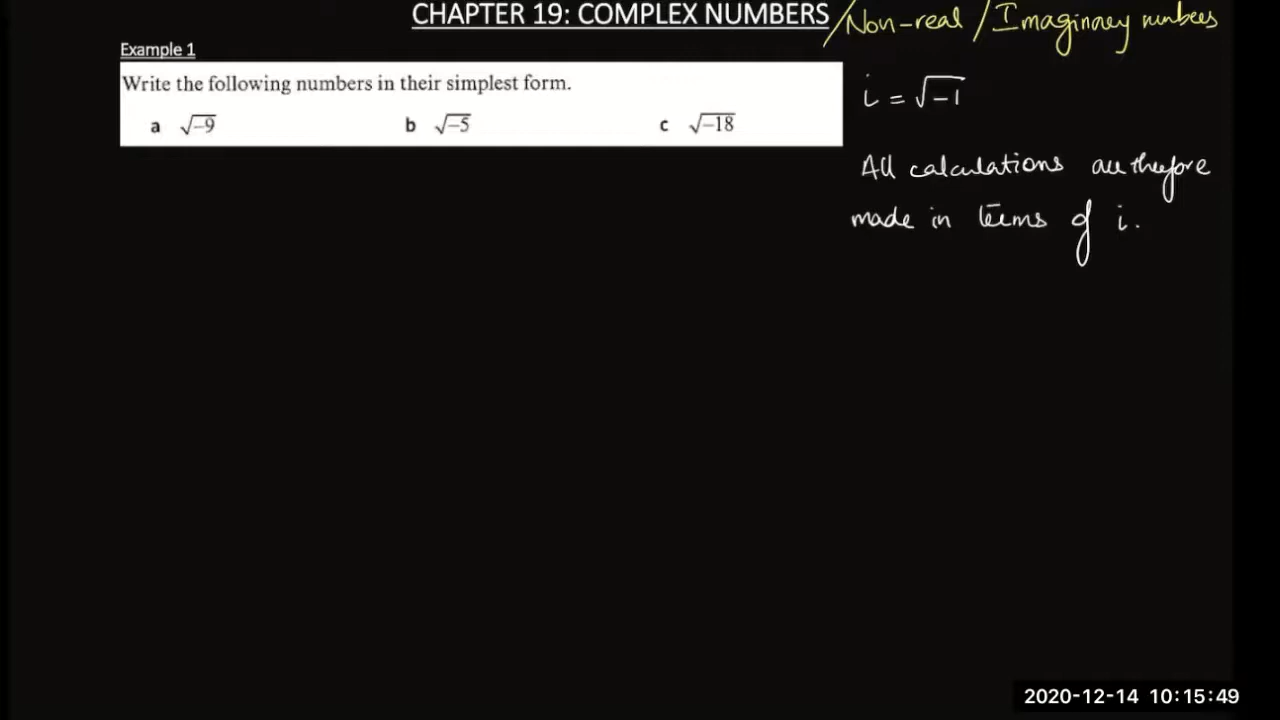 CHAPTER 19: COMPLEX NUMBERS /Non-real /Imaginary numbers
Example 1
Write the following numbers in their simplest form.
a √-9 b √-5 c √-18
i = √-1
All calculations are therefore
made in terms of i.
2020-12-14 10:15:49